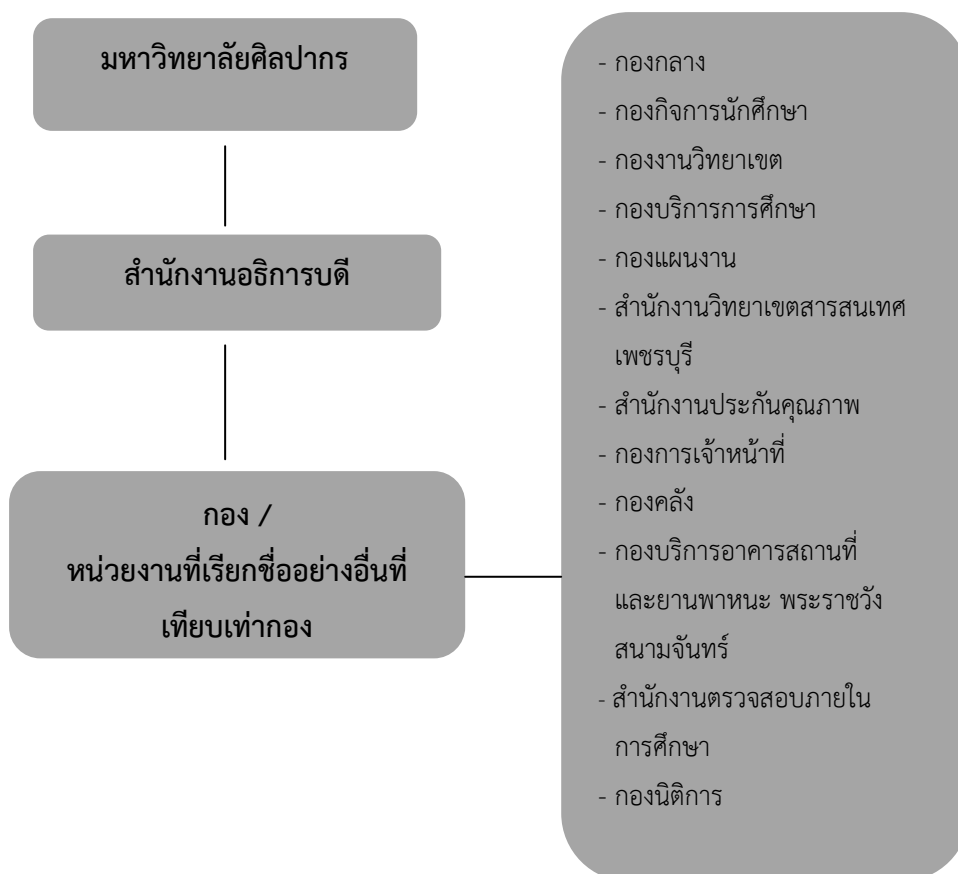 มหาวิทยาลัยศิลปากร
สำนักงานอธิการบดี
กอง /
หน่วยงานที่เรียกชื่ออย่างอื่นที่
เทียบเท่ากอง
- กองกลาง
- กองกิจการนักศึกษา
- กองงานวิทยาเขต
- กองบริการการศึกษา
- กองแผนงาน
- สำนักงานวิทยาเขตสารสนเทศ
เพชรบุรี
- สำนักงานประกันคุณภาพ
- กองการเจ้าหน้าที่
- กองคลัง
- กองบริการอาคารสถานที่
และยานพาหนะ พระราชวัง
สนามจันทร์
- สำนักงานตรวจสอบภายใน
การศึกษา
- กองนิติการ